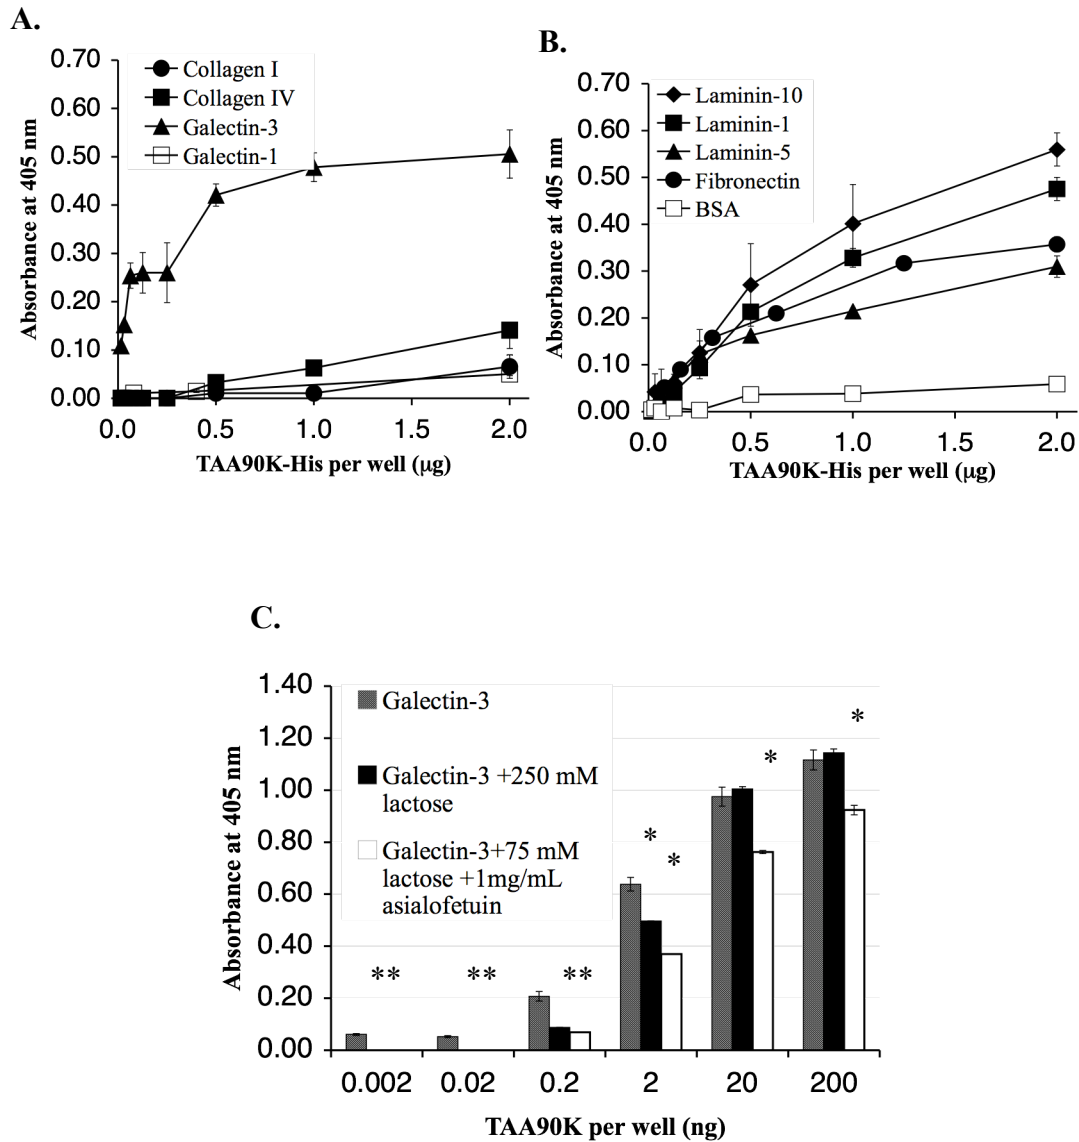 A.
0.70
0.60
0.50
0.40
0.30
0.20
0.10
0.00
Absorbance at 405 nm
Collagen I
Collagen IV
Galectin-3
Galectin-1
0.0 0.5 1.0 1.5 2.0
TAA90K-His per well (µg)
B.
0.70
0.60
0.50
0.40
0.30
0.20
0.10
0.00
Absorbance at 405 nm
Laminin-10
Laminin-1
Laminin-5
Fibronectin
BSA
0.0 0.5 1.0 1.5 2.0
TAA90K-His per well (µg)
C.
1.40
1.20
1.00
0.80
0.60
0.40
0.20
0.00
Absorbance at 405 nm
Galectin-3
Galectin-3 +250 mM
lactose
Galectin-3+75 mM
lactose +1mg/mL
asialofetuin
** ** ** * * * *
0.002 0.02 0.2 2 20 200
TAA90K per well (ng)